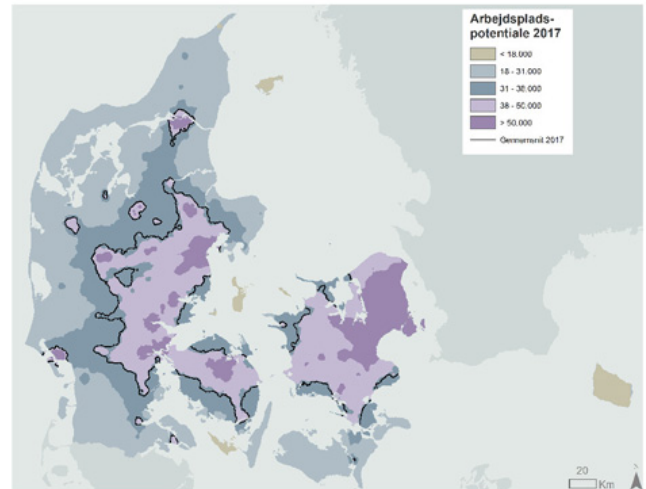 Arbejdsplads-
potentiale 2017
< 18.000
18 - 31.000
31 - 38.000
38 - 50.000
> 50.000
Gennemsnit 2017
20
Km